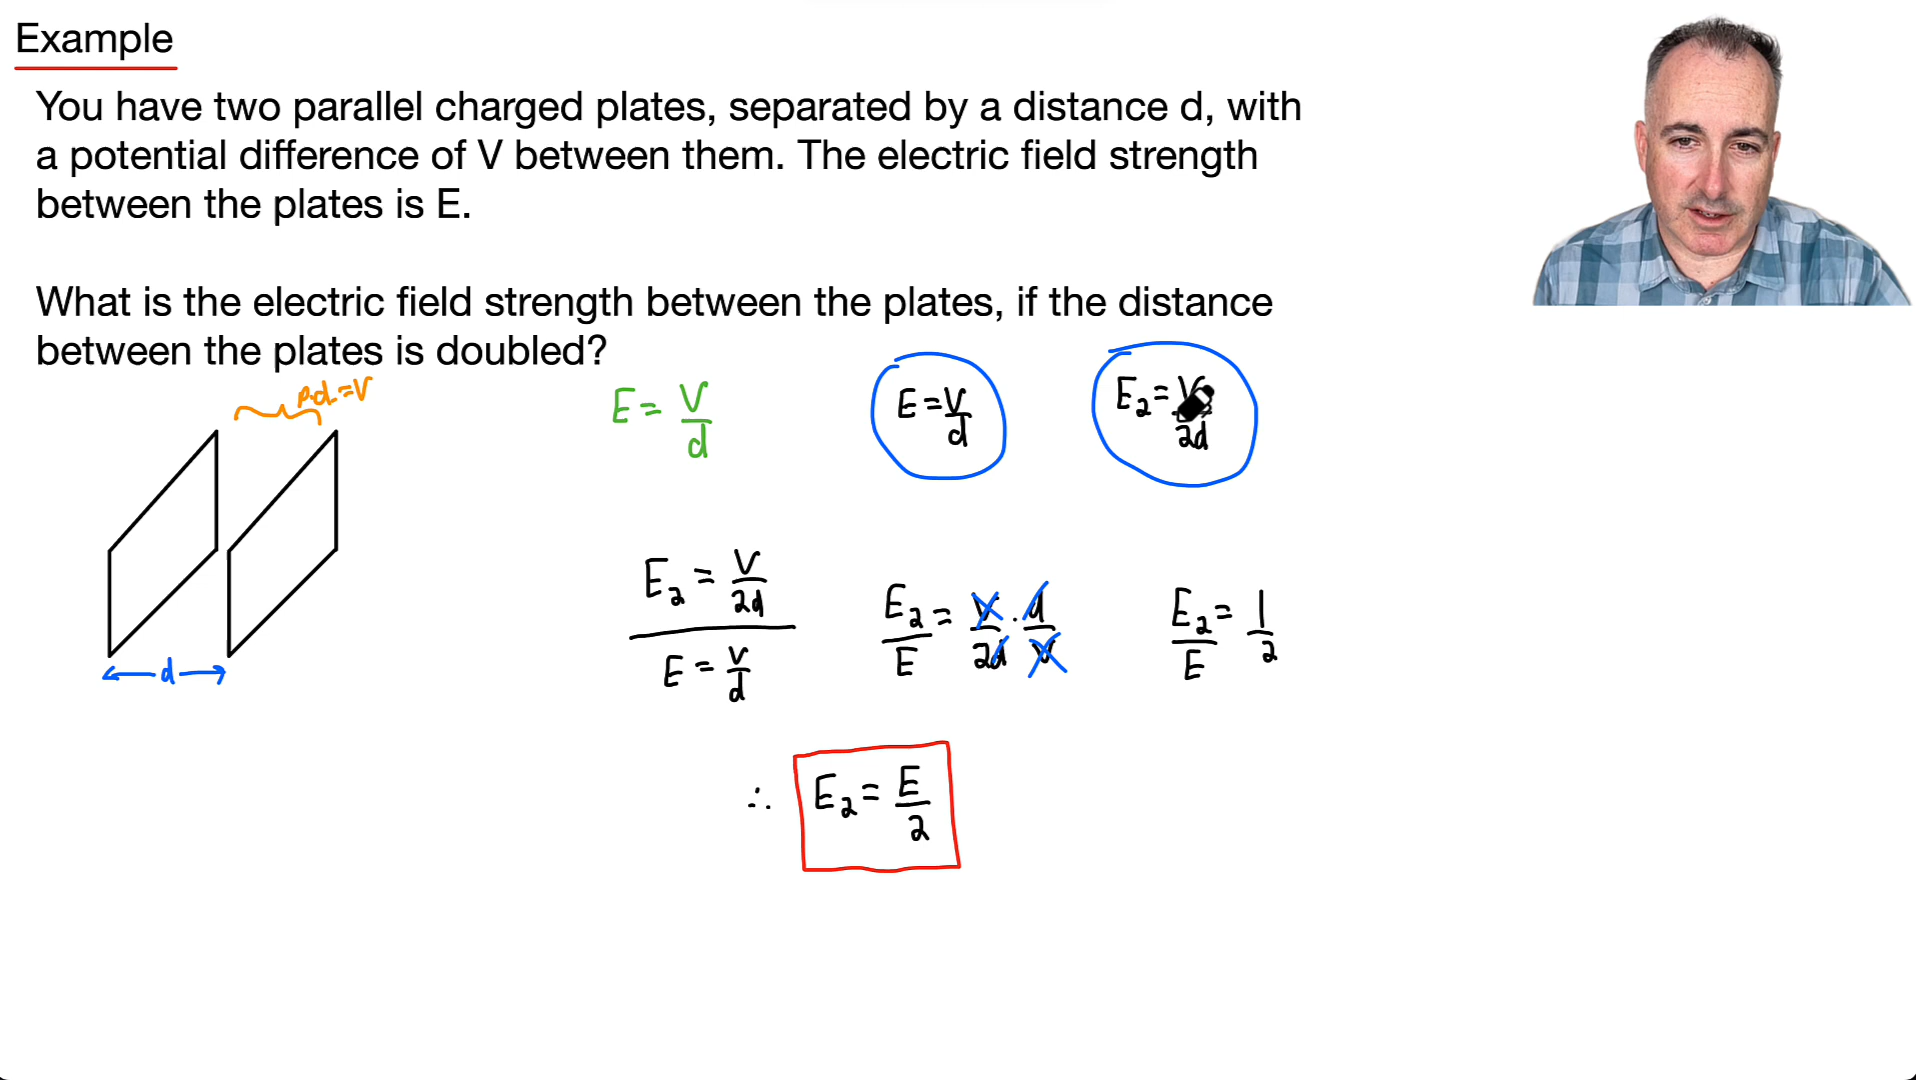 Example
You have two parallel charged plates, separated by a distance d, with
a potential difference of V between them. The electric field strength
between the plates is E.
What is the electric field strength between the plates, if the distance
between the plates is doubled?
p.d. = V
E = V/d
E = V/d
E₂ = V/2d
d
E₂ = V/2d
E = V/d
E₂/E = V/2d · d/V
E₂/E = 1/2
∴ E₂ = E/2